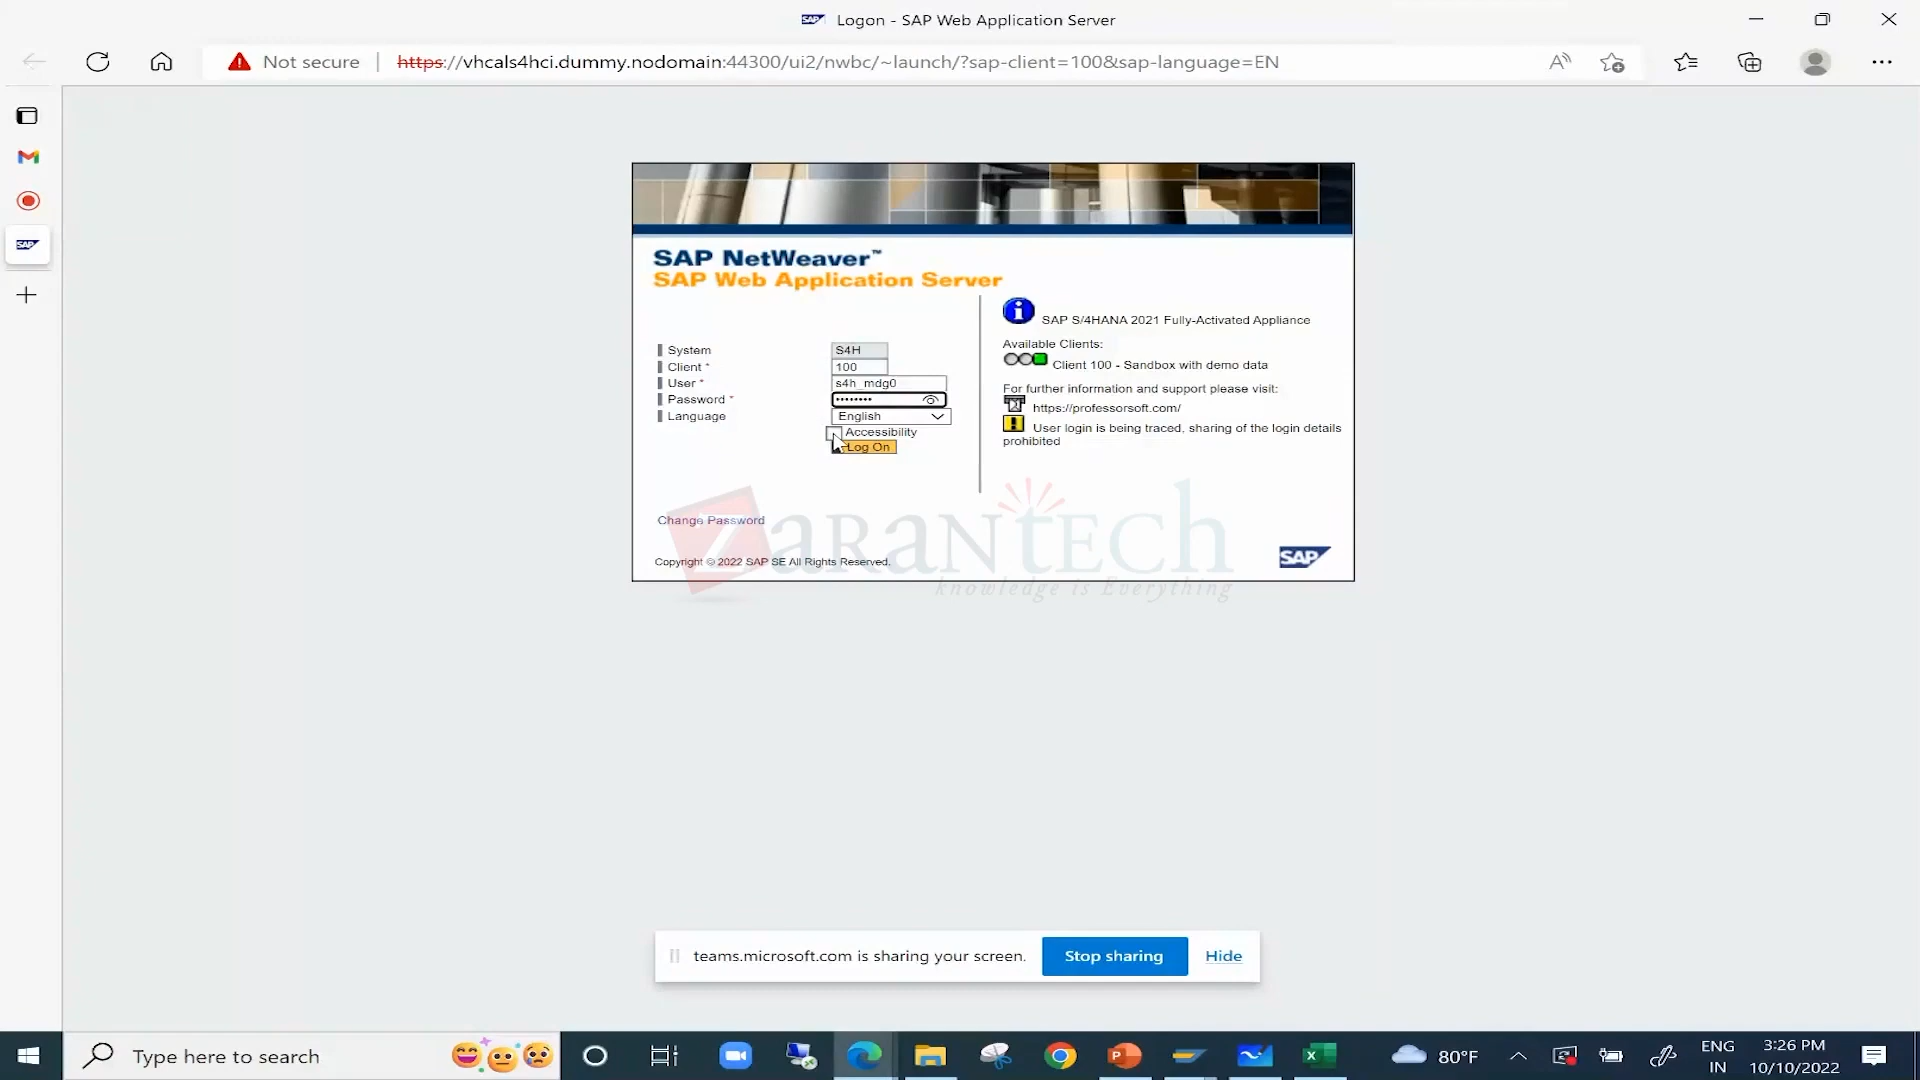 SAP Logon - SAP Web Application Server
Not secure https://vhcals4hci.dummy.nodomain:44300/ui2/nwbc/~launch/?sap-client=100&sap-language=EN
SAP NetWeaver™
SAP Web Application Server
System S4H
Client * 100
User * s4h_mdg0
Password * ••••••••
Language English
Accessibility
Log On
Change Password
Copyright © 2022 SAP SE All Rights Reserved.
SAP S/4HANA 2021 Fully-Activated Appliance
Available Clients:
Client 100 - Sandbox with demo data
For further information and support please visit:
https://professorsoft.com/
User login is being traced, sharing of the login details
prohibited
SAP
ZaranTech
knowledge is Everything
teams.microsoft.com is sharing your screen. Stop sharing Hide
Type here to search
80°F
ENG
IN
3:26 PM
10/10/2022